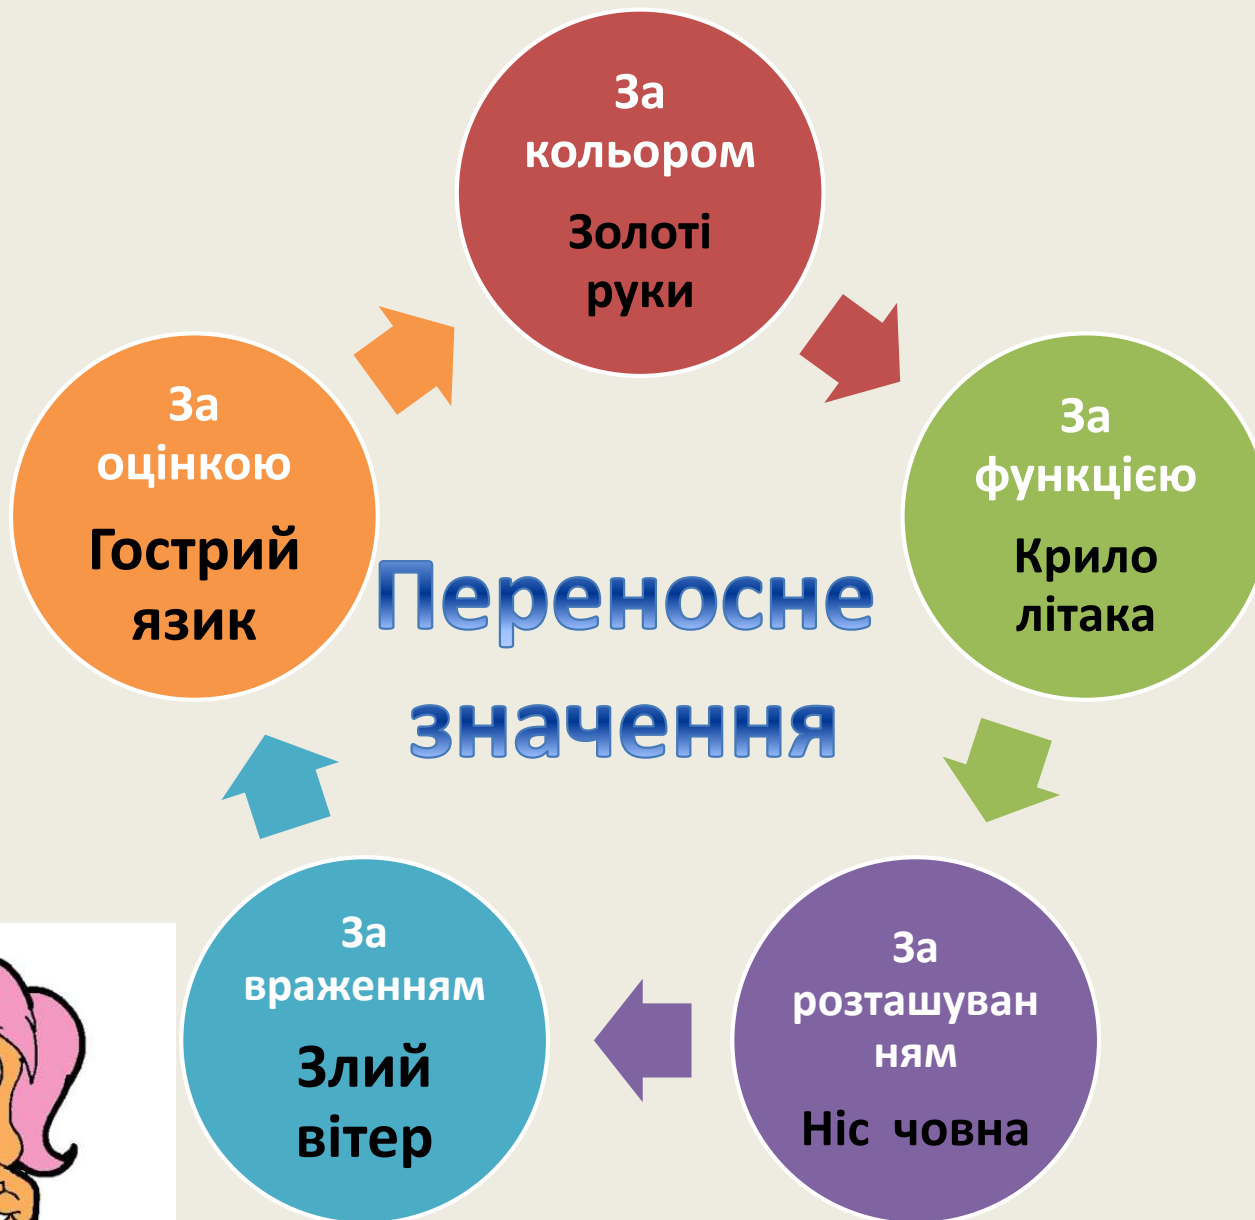 За
кольором
Золоті
руки
За
функцією
Крило
літака
За
розташуван
ням
Ніс човна
За
враженням
Злий
вітер
За
оцінкою
Гострий
язик
Переносне
значення